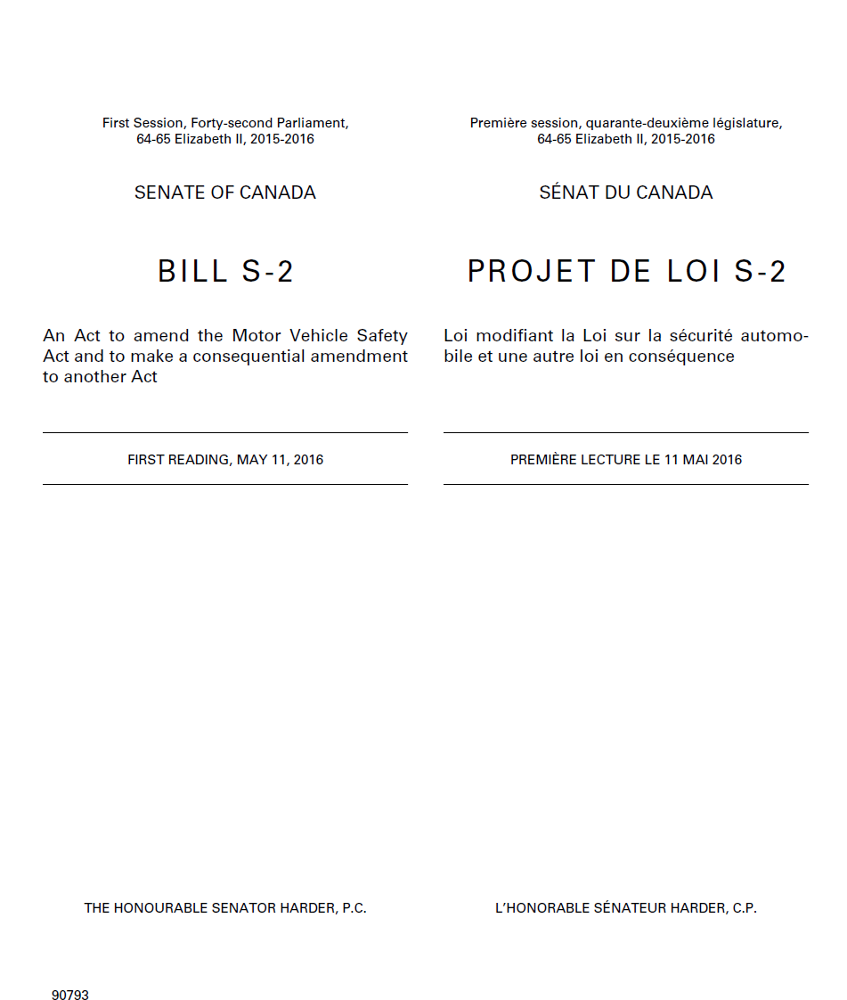 First Session, Forty-second Parliament,
64-65 Elizabeth II, 2015-2016
SENATE OF CANADA
BILL S-2
An Act to amend the Motor Vehicle Safety
Act and to make a consequential amendment
to another Act
FIRST READING, MAY 11, 2016
THE HONOURABLE SENATOR HARDER, P.C.
90793
Première session, quarante-deuxième législature,
64-65 Elizabeth II, 2015-2016
SÉNAT DU CANADA
PROJET DE LOI S-2
Loi modifiant la Loi sur la sécurité automo-
bile et une autre loi en conséquence
PREMIÈRE LECTURE LE 11 MAI 2016
L’HONORABLE SÉNATEUR HARDER, C.P.